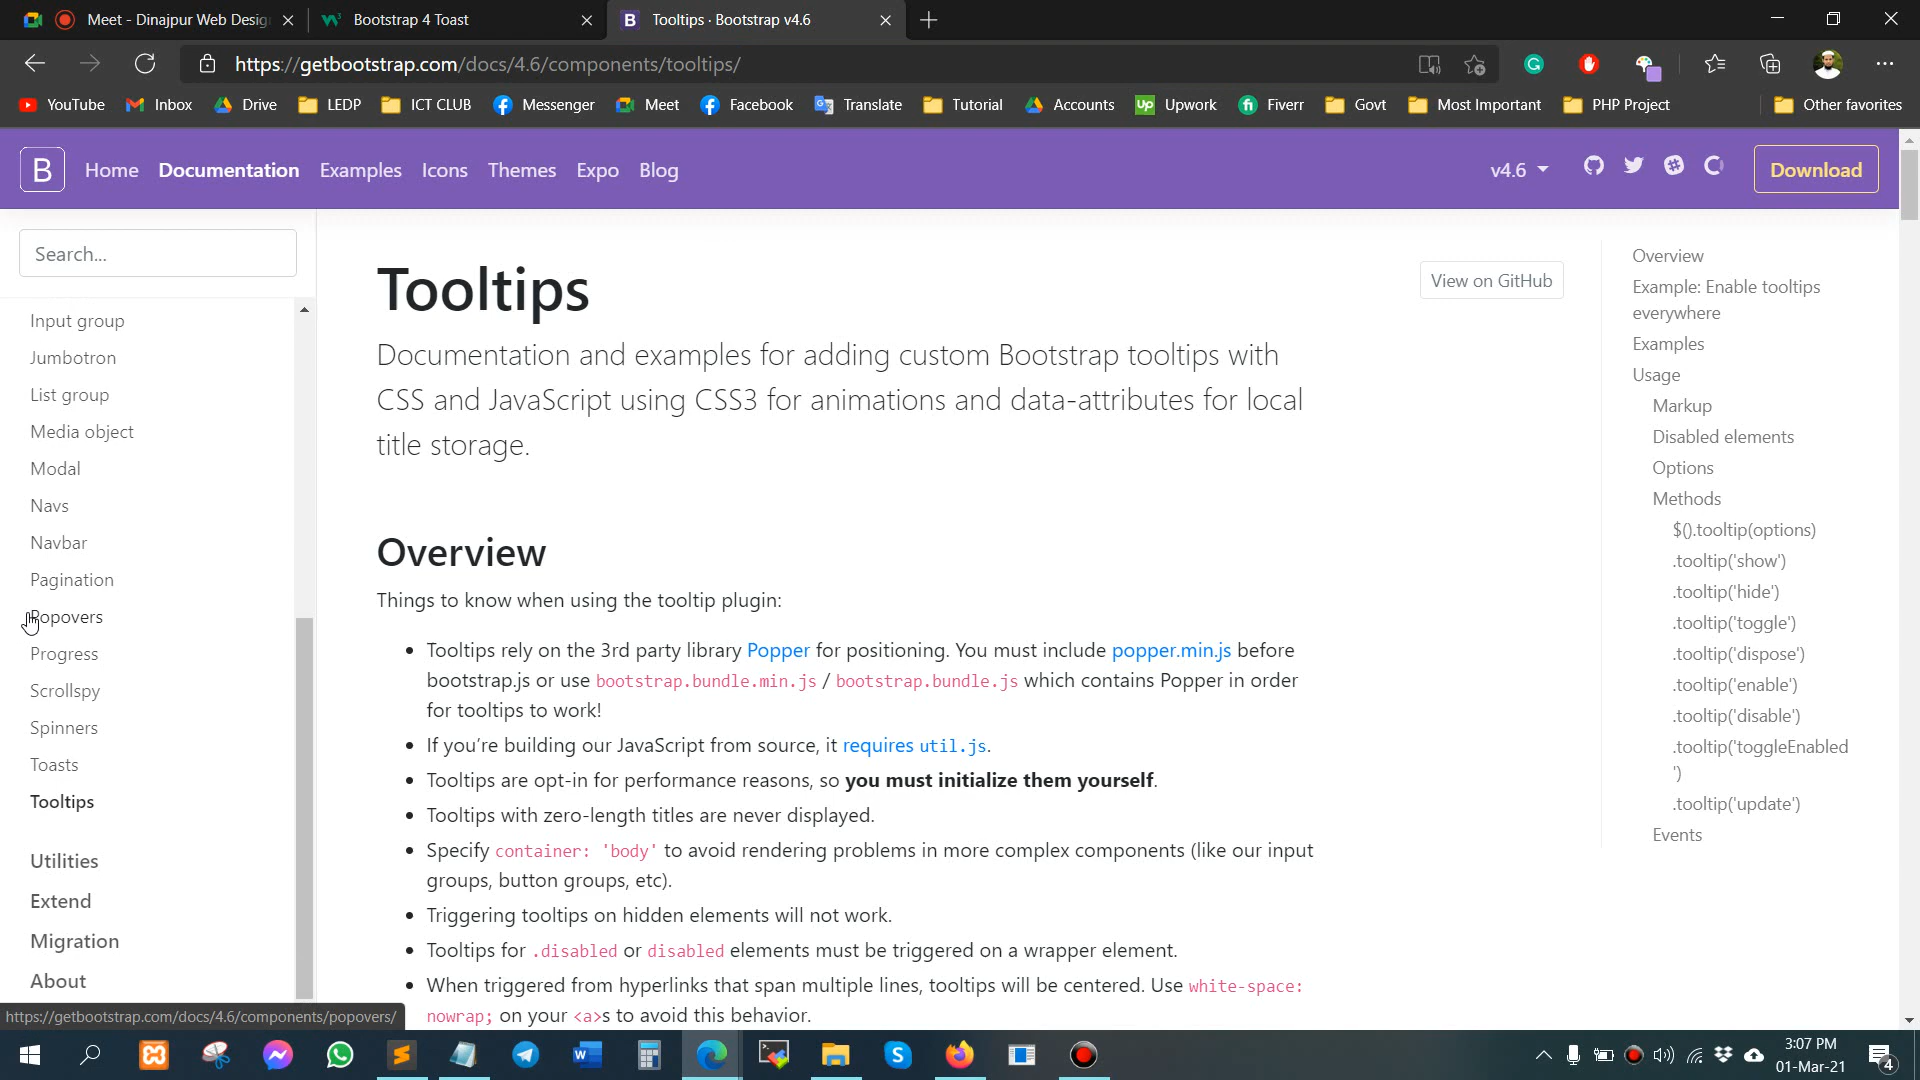 Meet - Dinajpur Web Desig
Bootstrap 4 Toast
B Tooltips · Bootstrap v4.6
https://getbootstrap.com/docs/4.6/components/tooltips/
YouTube Inbox Drive LEDP ICT CLUB Messenger Meet Facebook Translate Tutorial Accounts Upwork Fiverr Govt Most Important PHP Project Other favorites
B Home Documentation Examples Icons Themes Expo Blog v4.6 Download
Search...
Input group
Jumbotron
List group
Media object
Modal
Navs
Navbar
Pagination
Popovers
Progress
Scrollspy
Spinners
Toasts
Tooltips
Utilities
Extend
Migration
About
https://getbootstrap.com/docs/4.6/components/popovers/
Tooltips
View on GitHub
Documentation and examples for adding custom Bootstrap tooltips with
CSS and JavaScript using CSS3 for animations and data-attributes for local
title storage.
Overview
Things to know when using the tooltip plugin:
• Tooltips rely on the 3rd party library Popper for positioning. You must include popper.min.js before
bootstrap.js or use bootstrap.bundle.min.js / bootstrap.bundle.js which contains Popper in order
for tooltips to work!
• If you’re building our JavaScript from source, it requires util.js.
• Tooltips are opt-in for performance reasons, so you must initialize them yourself.
• Tooltips with zero-length titles are never displayed.
• Specify container: 'body' to avoid rendering problems in more complex components (like our input
groups, button groups, etc).
• Triggering tooltips on hidden elements will not work.
• Tooltips for .disabled or disabled elements must be triggered on a wrapper element.
• When triggered from hyperlinks that span multiple lines, tooltips will be centered. Use white-space:
nowrap; on your <a>s to avoid this behavior.
Overview
Example: Enable tooltips
everywhere
Examples
Usage
Markup
Disabled elements
Options
Methods
$().tooltip(options)
.tooltip('show')
.tooltip('hide')
.tooltip('toggle')
.tooltip('dispose')
.tooltip('enable')
.tooltip('disable')
.tooltip('toggleEnabled
')
.tooltip('update')
Events
3:07 PM
01-Mar-21
4